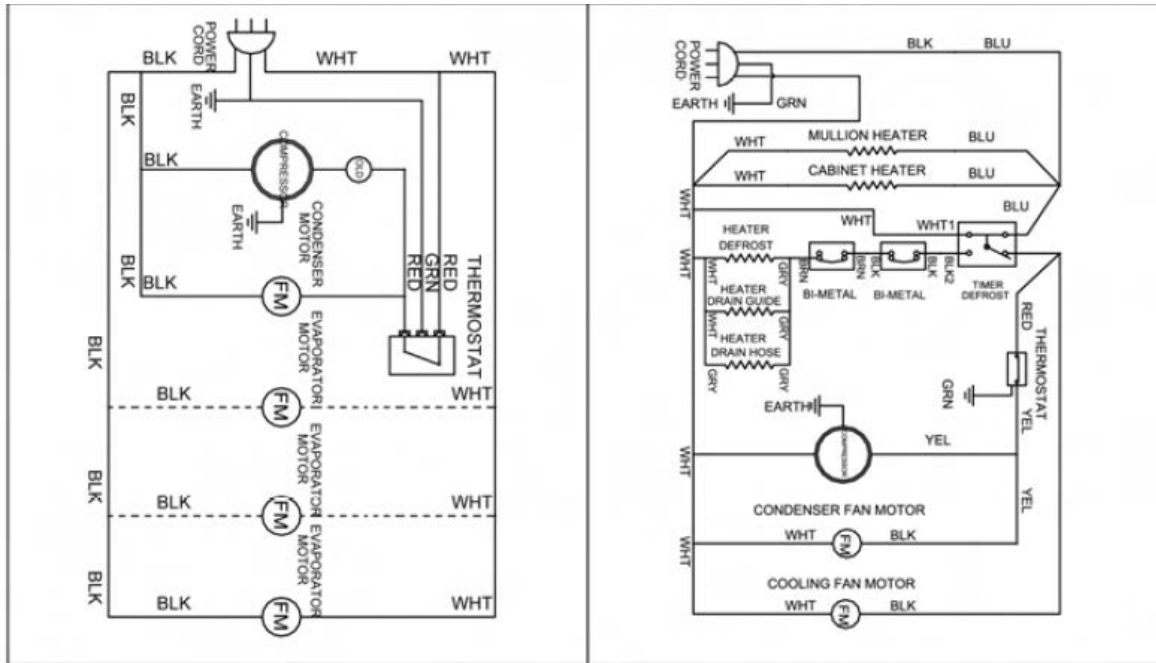 POWER
CORD
BLK
WHT
WHT
BLK
EARTH
BLK
COMPRESSOR
OLD
EARTH
CONDENSER
MOTOR
RED
GRN
RED
THERMOSTAT
BLK
BLK
FM
BLK
EVAPORATOR
MOTOR
BLK
FM
WHT
BLK
EVAPORATOR
MOTOR
BLK
FM
WHT
BLK
EVAPORATOR
MOTOR
BLK
FM
WHT
POWER
CORD
BLK
BLU
EARTH
GRN
WHT
MULLION HEATER
BLU
WHT
CABINET HEATER
BLU
WHT
WHT
WHT1
BLU
WHT
HEATER
DEFROST
WHT
GRY
BRN
BRN
BLK
BLK
BLK2
BI-METAL
BI-METAL
TIMER
DEFROST
HEATER
DRAIN GUIDE
WHT
GRY
HEATER
DRAIN HOSE
GRY
GRY
RED
THERMOSTAT
GRN
YEL
EARTH
COMPRESSOR
YEL
WHT
YEL
CONDENSER FAN MOTOR
WHT
FM
BLK
WHT
COOLING FAN MOTOR
WHT
FM
BLK